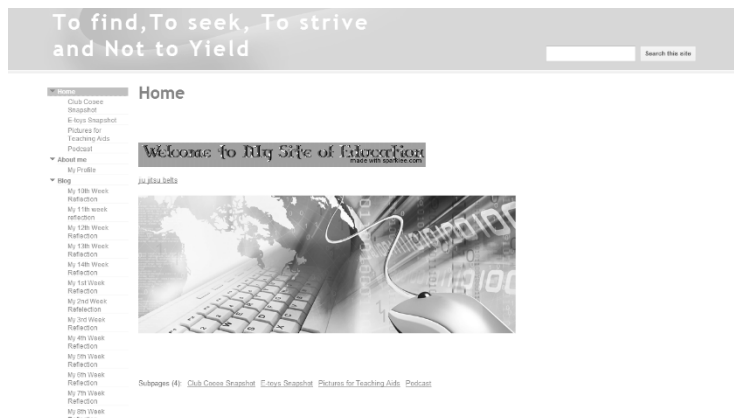 To find,To seek, To strive
and Not to Yield
Search this site
Home
Club Cosee
Snapshot
E-toys Snapshot
Pictures for
Teaching Aids
Podcast
About me
My Profile
Blog
My 10th Week
Reflection
My 11th week
reflection
My 12th Week
Reflection
My 13th Week
Reflection
My 14th Week
Reflection
My 1st Week
Reflection
My 2nd Week
My 3rd Week
Reflection
My 4th Week
Reflection
My 5th Week
Reflection
My 6th Week
Reflection
My 7th Week
Reflection
My 8th Week
Home
Welcome to My Site of Education
made with sparklee.com
jiu jitsu belts
Subpages (4): Club Cosee Snapshot E-toys Snapshot Pictures for Teaching Aids Podcast